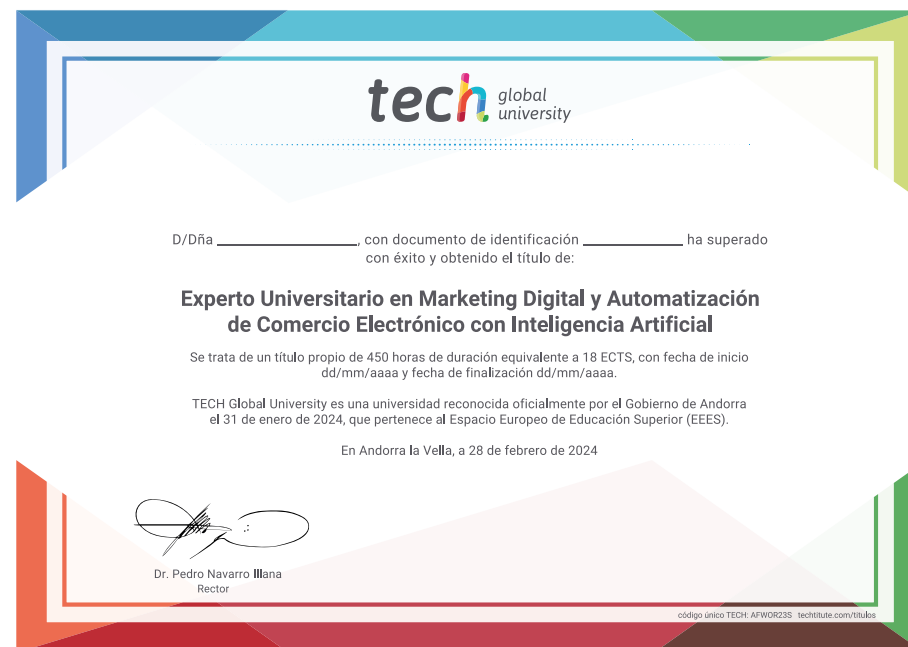 tech global
university
D/Dña ____________________, con documento de identificación ______________ ha superado
con éxito y obtenido el título de:
Experto Universitario en Marketing Digital y Automatización
de Comercio Electrónico con Inteligencia Artificial
Se trata de un título propio de 450 horas de duración equivalente a 18 ECTS, con fecha de inicio
dd/mm/aaaa y fecha de finalización dd/mm/aaaa.
TECH Global University es una universidad reconocida oficialmente por el Gobierno de Andorra
el 31 de enero de 2024, que pertenece al Espacio Europeo de Educación Superior (EEES).
En Andorra la Vella, a 28 de febrero de 2024
Dr. Pedro Navarro Illana
Rector
código único TECH: AFWOR23S techtitute.com/titulos